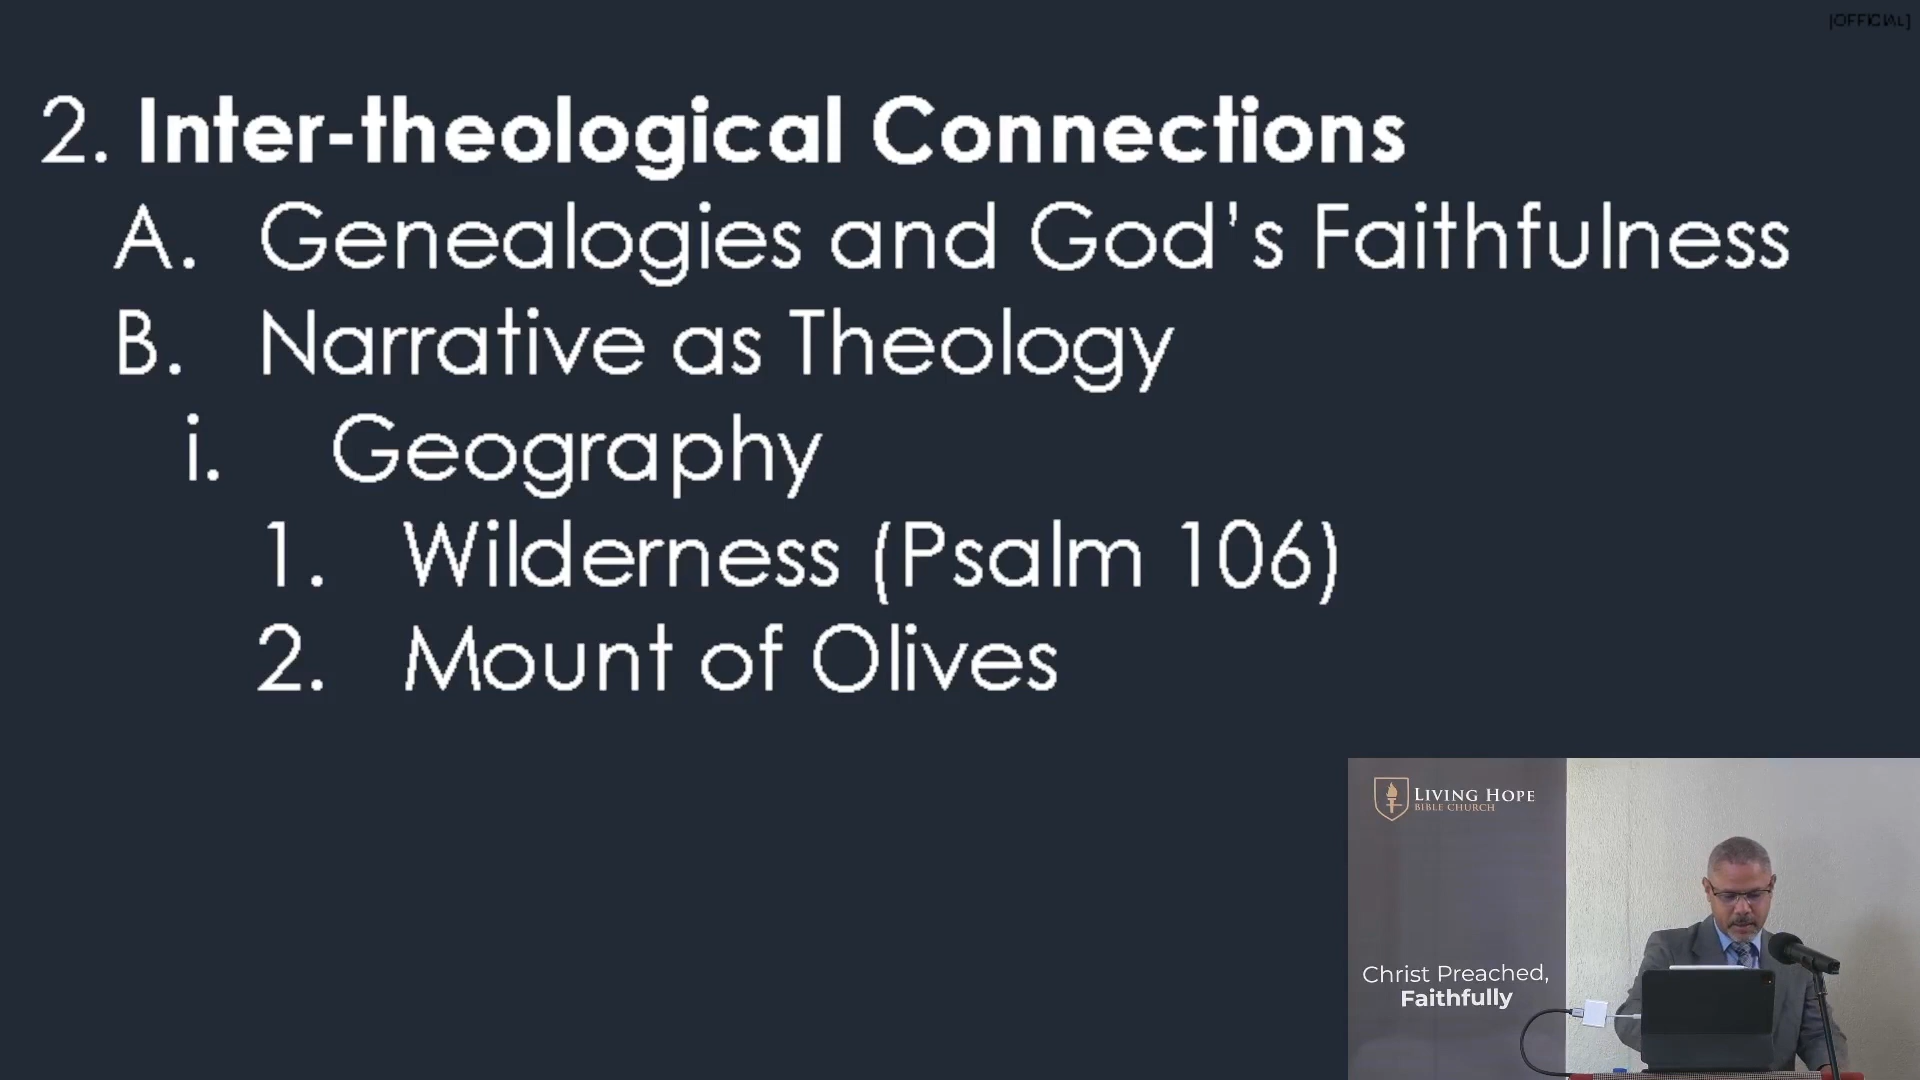 [OFFICIAL]
2. Inter-theological Connections
A. Genealogies and God's Faithfulness
B. Narrative as Theology
i. Geography
1. Wilderness (Psalm 106)
2. Mount of Olives
LIVING HOPE
BIBLE CHURCH
Christ Preached,
Faithfully